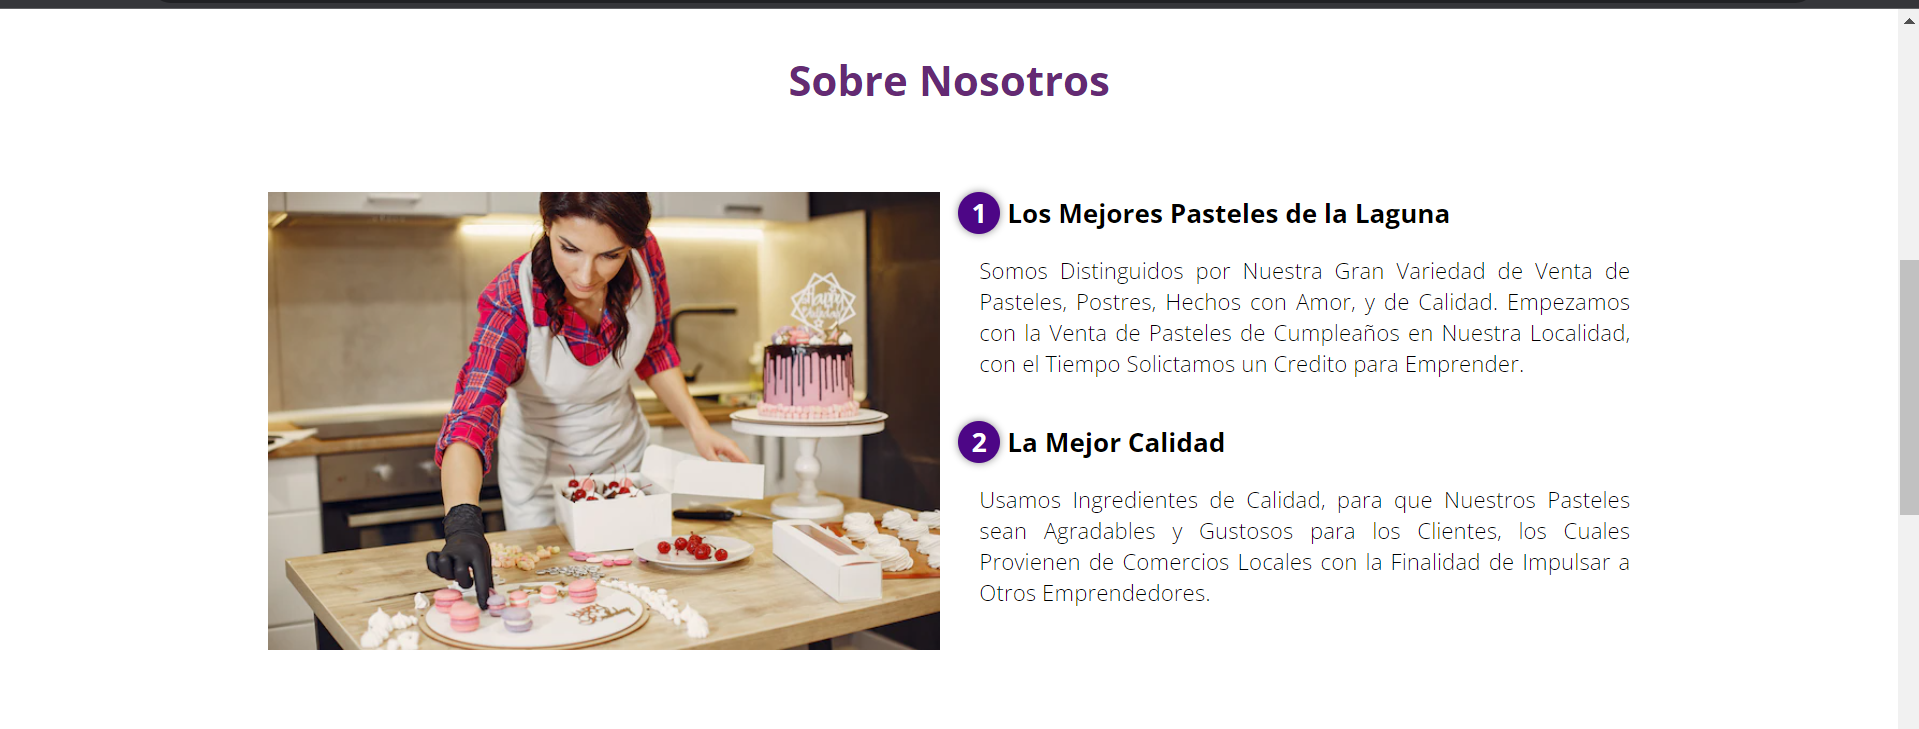 Sobre Nosotros
1 Los Mejores Pasteles de la Laguna
Somos Distinguidos por Nuestra Gran Variedad de Venta de
Pasteles, Postres, Hechos con Amor, y de Calidad. Empezamos
con la Venta de Pasteles de Cumpleaños en Nuestra Localidad,
con el Tiempo Solictamos un Credito para Emprender.
2 La Mejor Calidad
Usamos Ingredientes de Calidad, para que Nuestros Pasteles
sean Agradables y Gustosos para los Clientes, los Cuales
Provienen de Comercios Locales con la Finalidad de Impulsar a
Otros Emprendedores.
Happy